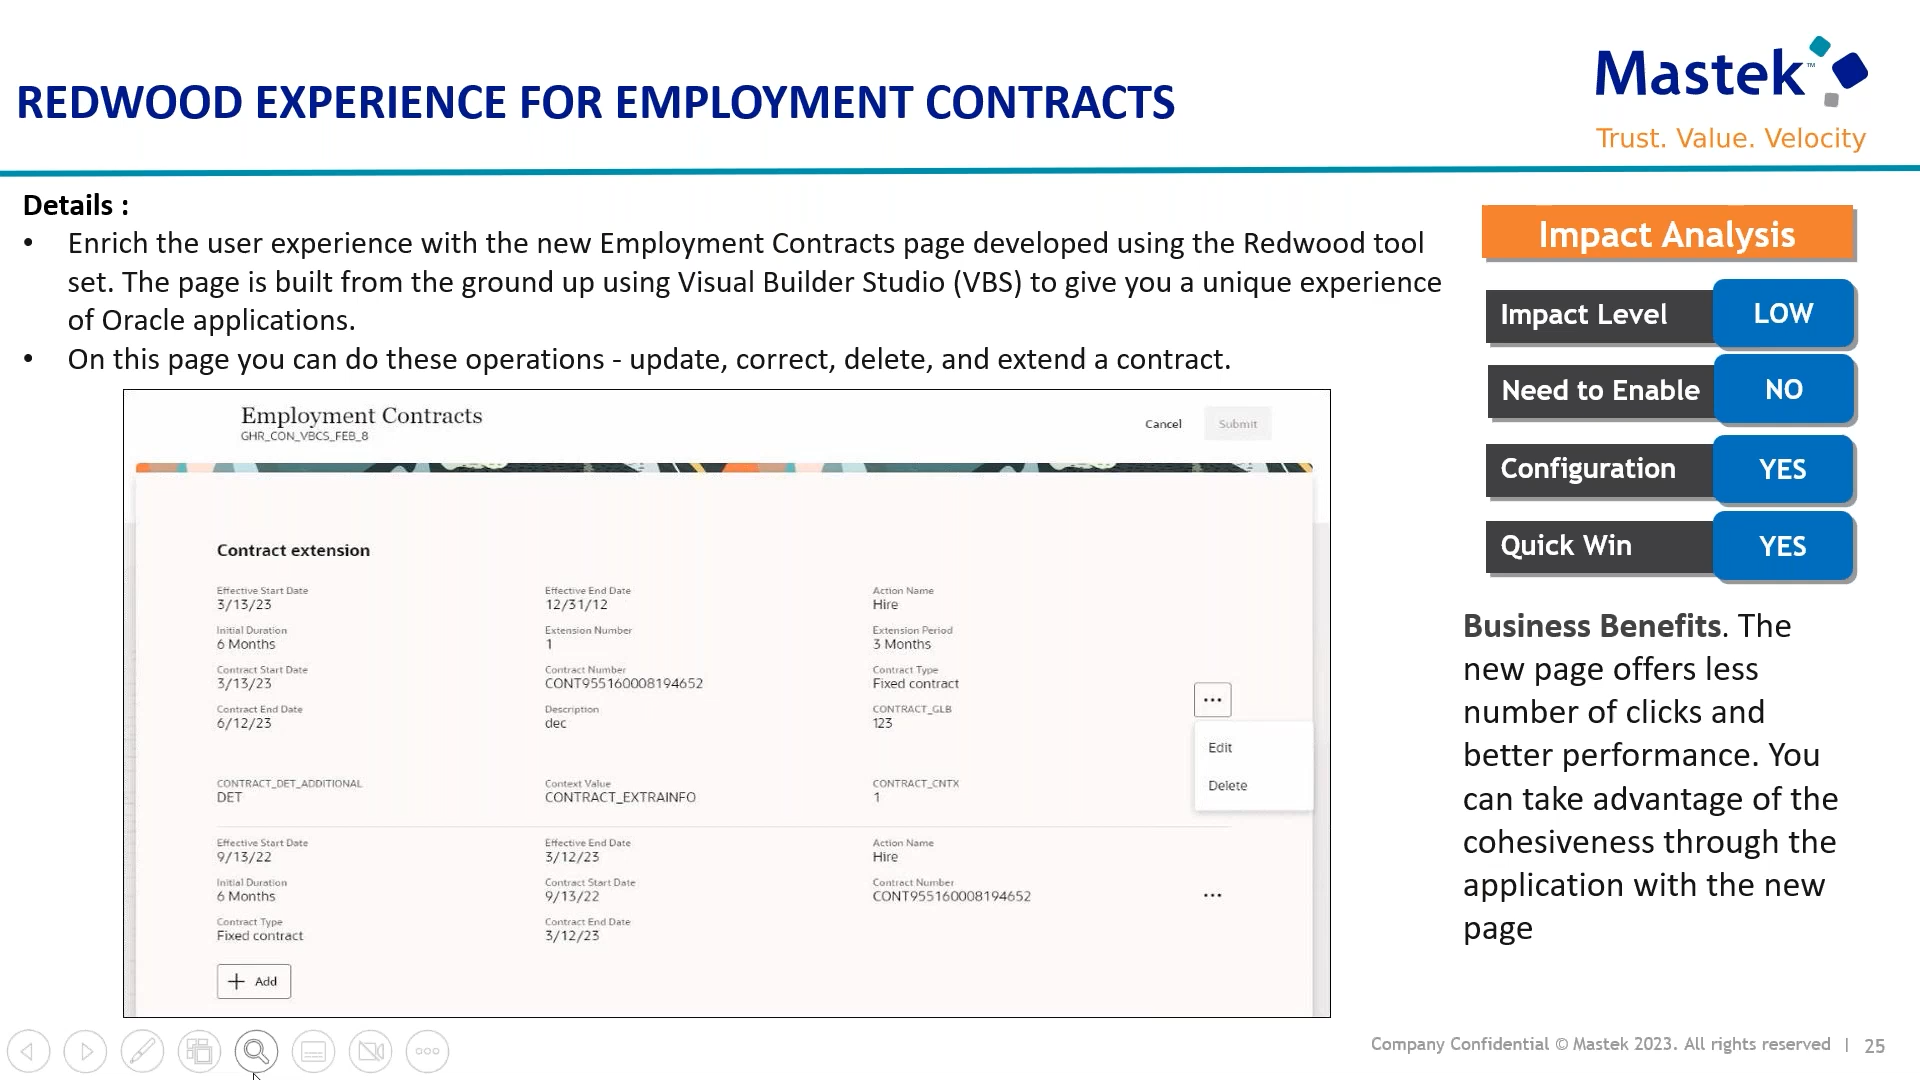 REDWOOD EXPERIENCE FOR EMPLOYMENT CONTRACTS
Mastek™
Trust. Value. Velocity
Details :
• Enrich the user experience with the new Employment Contracts page developed using the Redwood tool
set. The page is built from the ground up using Visual Builder Studio (VBS) to give you a unique experience
of Oracle applications.
• On this page you can do these operations - update, correct, delete, and extend a contract.
Employment Contracts
GHR_CON_VBCS_FEB_8
Cancel Submit
Contract extension
Effective Start Date Effective End Date Action Name
3/13/23 12/31/12 Hire
Initial Duration Extension Number Extension Period
6 Months 1 3 Months
Contract Start Date Contract Number Contract Type
3/13/23 CONT955160008194652 Fixed contract
Contract End Date Description CONTRACT_GLB
6/12/23 dec 123
...
Edit
Delete
CONTRACT_DET_ADDITIONAL Context Value CONTRACT_CNTX
DET CONTRACT_EXTRAINFO 1
Effective Start Date Effective End Date Action Name
9/13/22 3/12/23 Hire
Initial Duration Contract Start Date Contract Number
6 Months 9/13/22 CONT955160008194652 ...
Contract Type Contract End Date
Fixed contract 3/12/23
+ Add
Impact Analysis
Impact Level LOW
Need to Enable NO
Configuration YES
Quick Win YES
Business Benefits. The
new page offers less
number of clicks and
better performance. You
can take advantage of the
cohesiveness through the
application with the new
page
Company Confidential © Mastek 2023. All rights reserved | 25